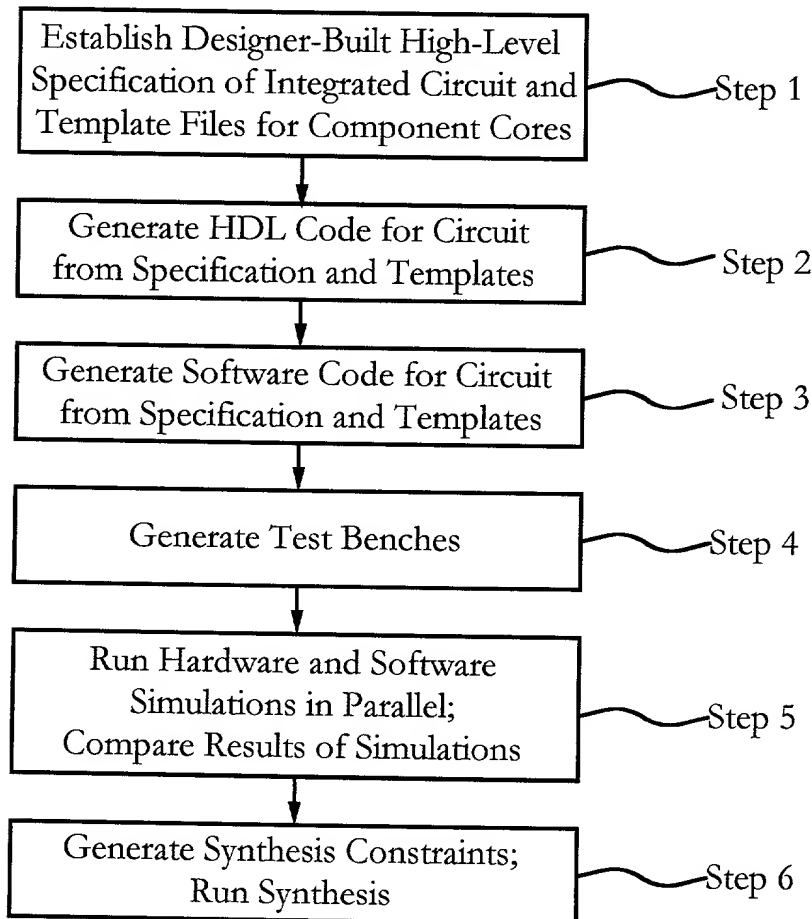 Establish Designer-Built High-Level
Specification of Integrated Circuit and
Template Files for Component Cores
Step 1
Generate HDL Code for Circuit
from Specification and Templates
Step 2
Generate Software Code for Circuit
from Specification and Templates
Step 3
Generate Test Benches
Step 4
Run Hardware and Software
Simulations in Parallel;
Compare Results of Simulations
Step 5
Generate Synthesis Constraints;
Run Synthesis
Step 6